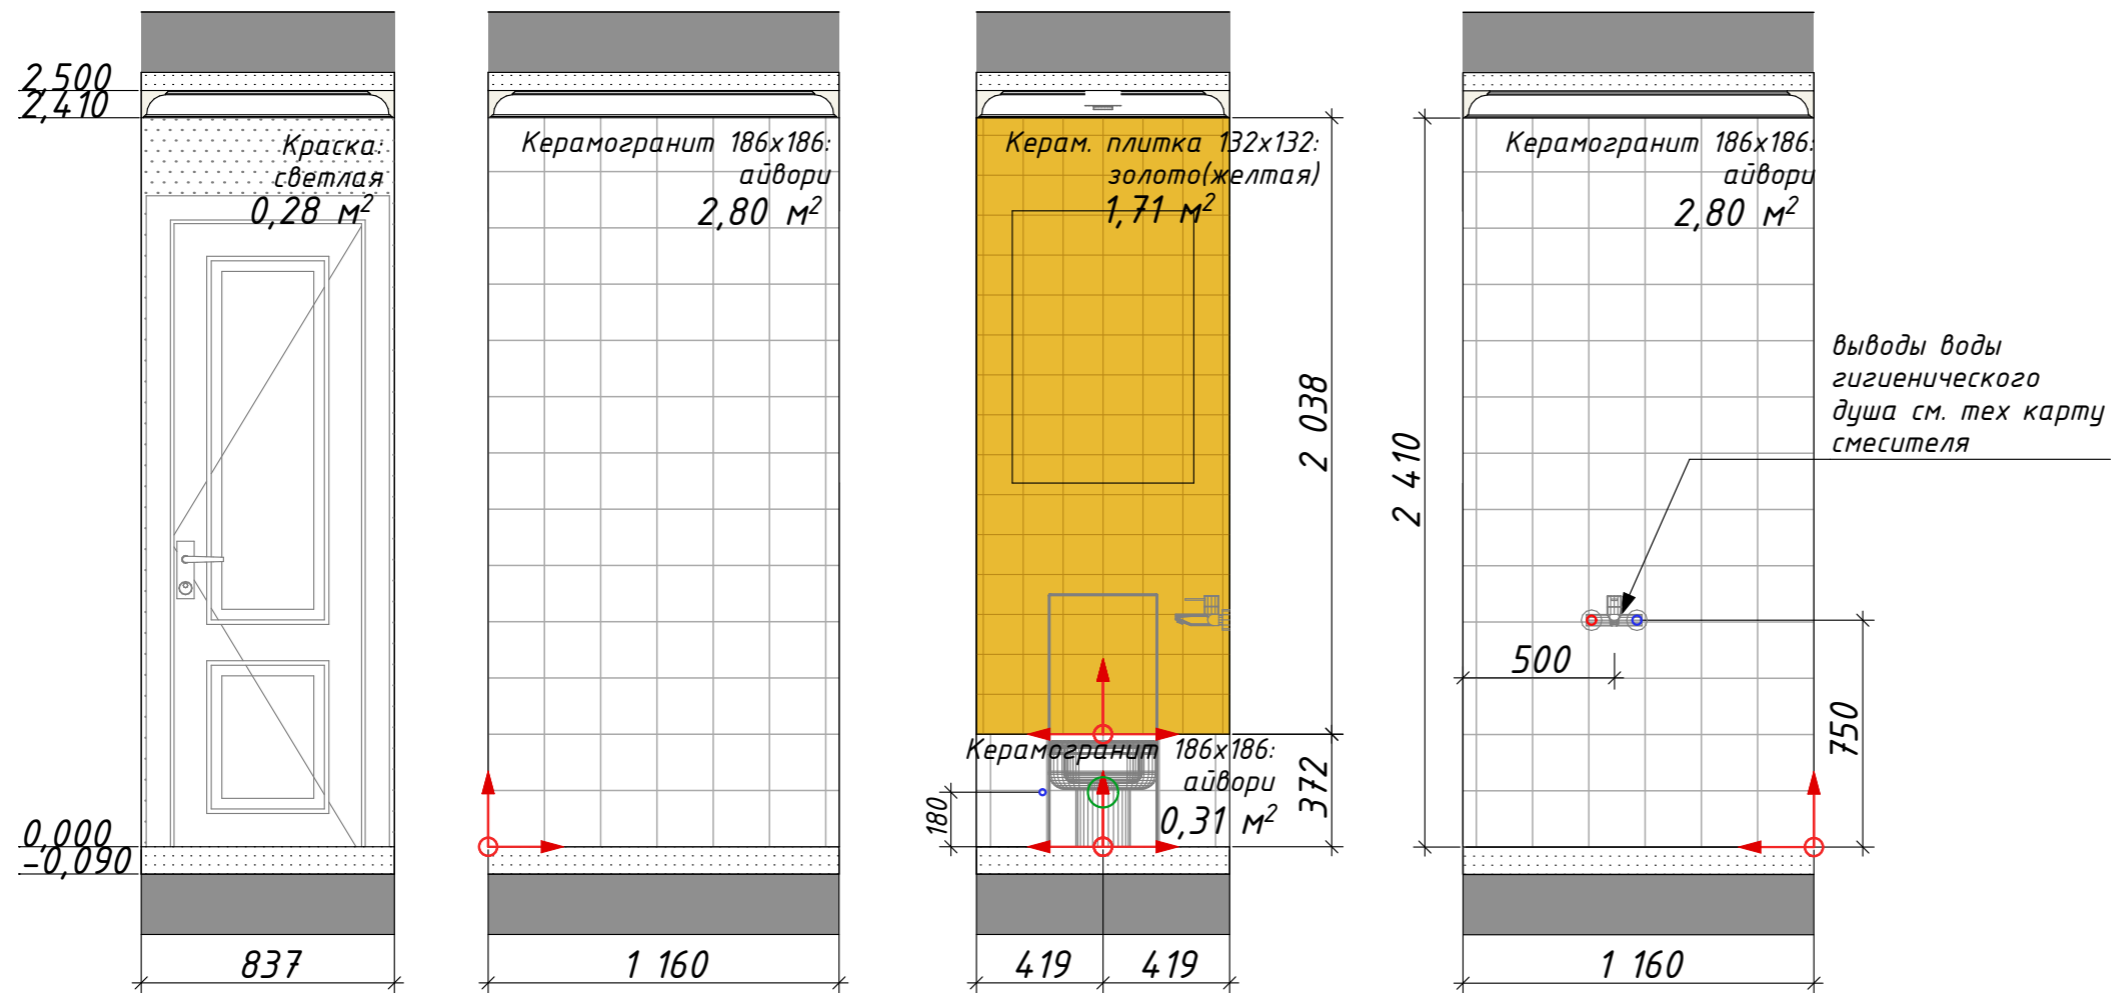 2,500
2,410
Краска:
светлая
0,28 м²
0,000
-0,090
837
Керамогранит 186х186:
айвори
2,80 м²
1 160
Керам. плитка 132х132:
золото(желтая)
1,71 м²
2 038
Керамогранит 186х186:
айвори
0,31 м²
372
180
419
419
Керамогранит 186х186:
айвори
2,80 м²
2 410
выводы воды
гигиенического
душа см. тех карту
смесителя
500
750
1 160